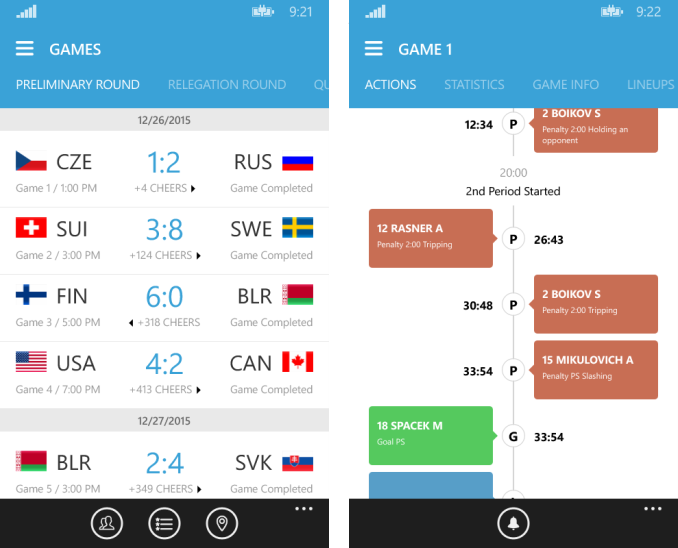 9:21
GAMES
PRELIMINARY ROUND RELEGATION ROUND QU
12/26/2015
CZE 1:2 RUS
Game 1 / 1:00 PM +4 CHEERS Game Completed
SUI 3:8 SWE
Game 2 / 3:00 PM +124 CHEERS Game Completed
FIN 6:0 BLR
Game 3 / 5:00 PM +318 CHEERS Game Completed
USA 4:2 CAN
Game 4 / 7:00 PM +413 CHEERS Game Completed
12/27/2015
BLR 2:4 SVK
Game 5 / 3:00 PM +349 CHEERS Game Completed
9:22
GAME 1
ACTIONS STATISTICS GAME INFO LINEUPS
12:34 P 2 BOIKOV S
Penalty 2:00 Holding an
opponent
20:00
2nd Period Started
12 RASNER A
Penalty 2:00 Tripping
P 26:43
30:48 P 2 BOIKOV S
Penalty 2:00 Tripping
33:54 P 15 MIKULOVICH A
Penalty PS Slashing
18 SPACEK M
Goal PS
G 33:54